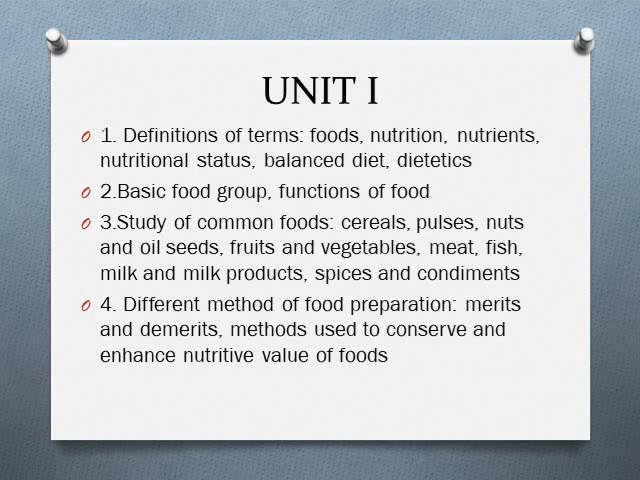 UNIT I
O 1. Definitions of terms: foods, nutrition, nutrients,
nutritional status, balanced diet, dietetics
O 2.Basic food group, functions of food
O 3.Study of common foods: cereals, pulses, nuts
and oil seeds, fruits and vegetables, meat, fish,
milk and milk products, spices and condiments
O 4. Different method of food preparation: merits
and demerits, methods used to conserve and
enhance nutritive value of foods